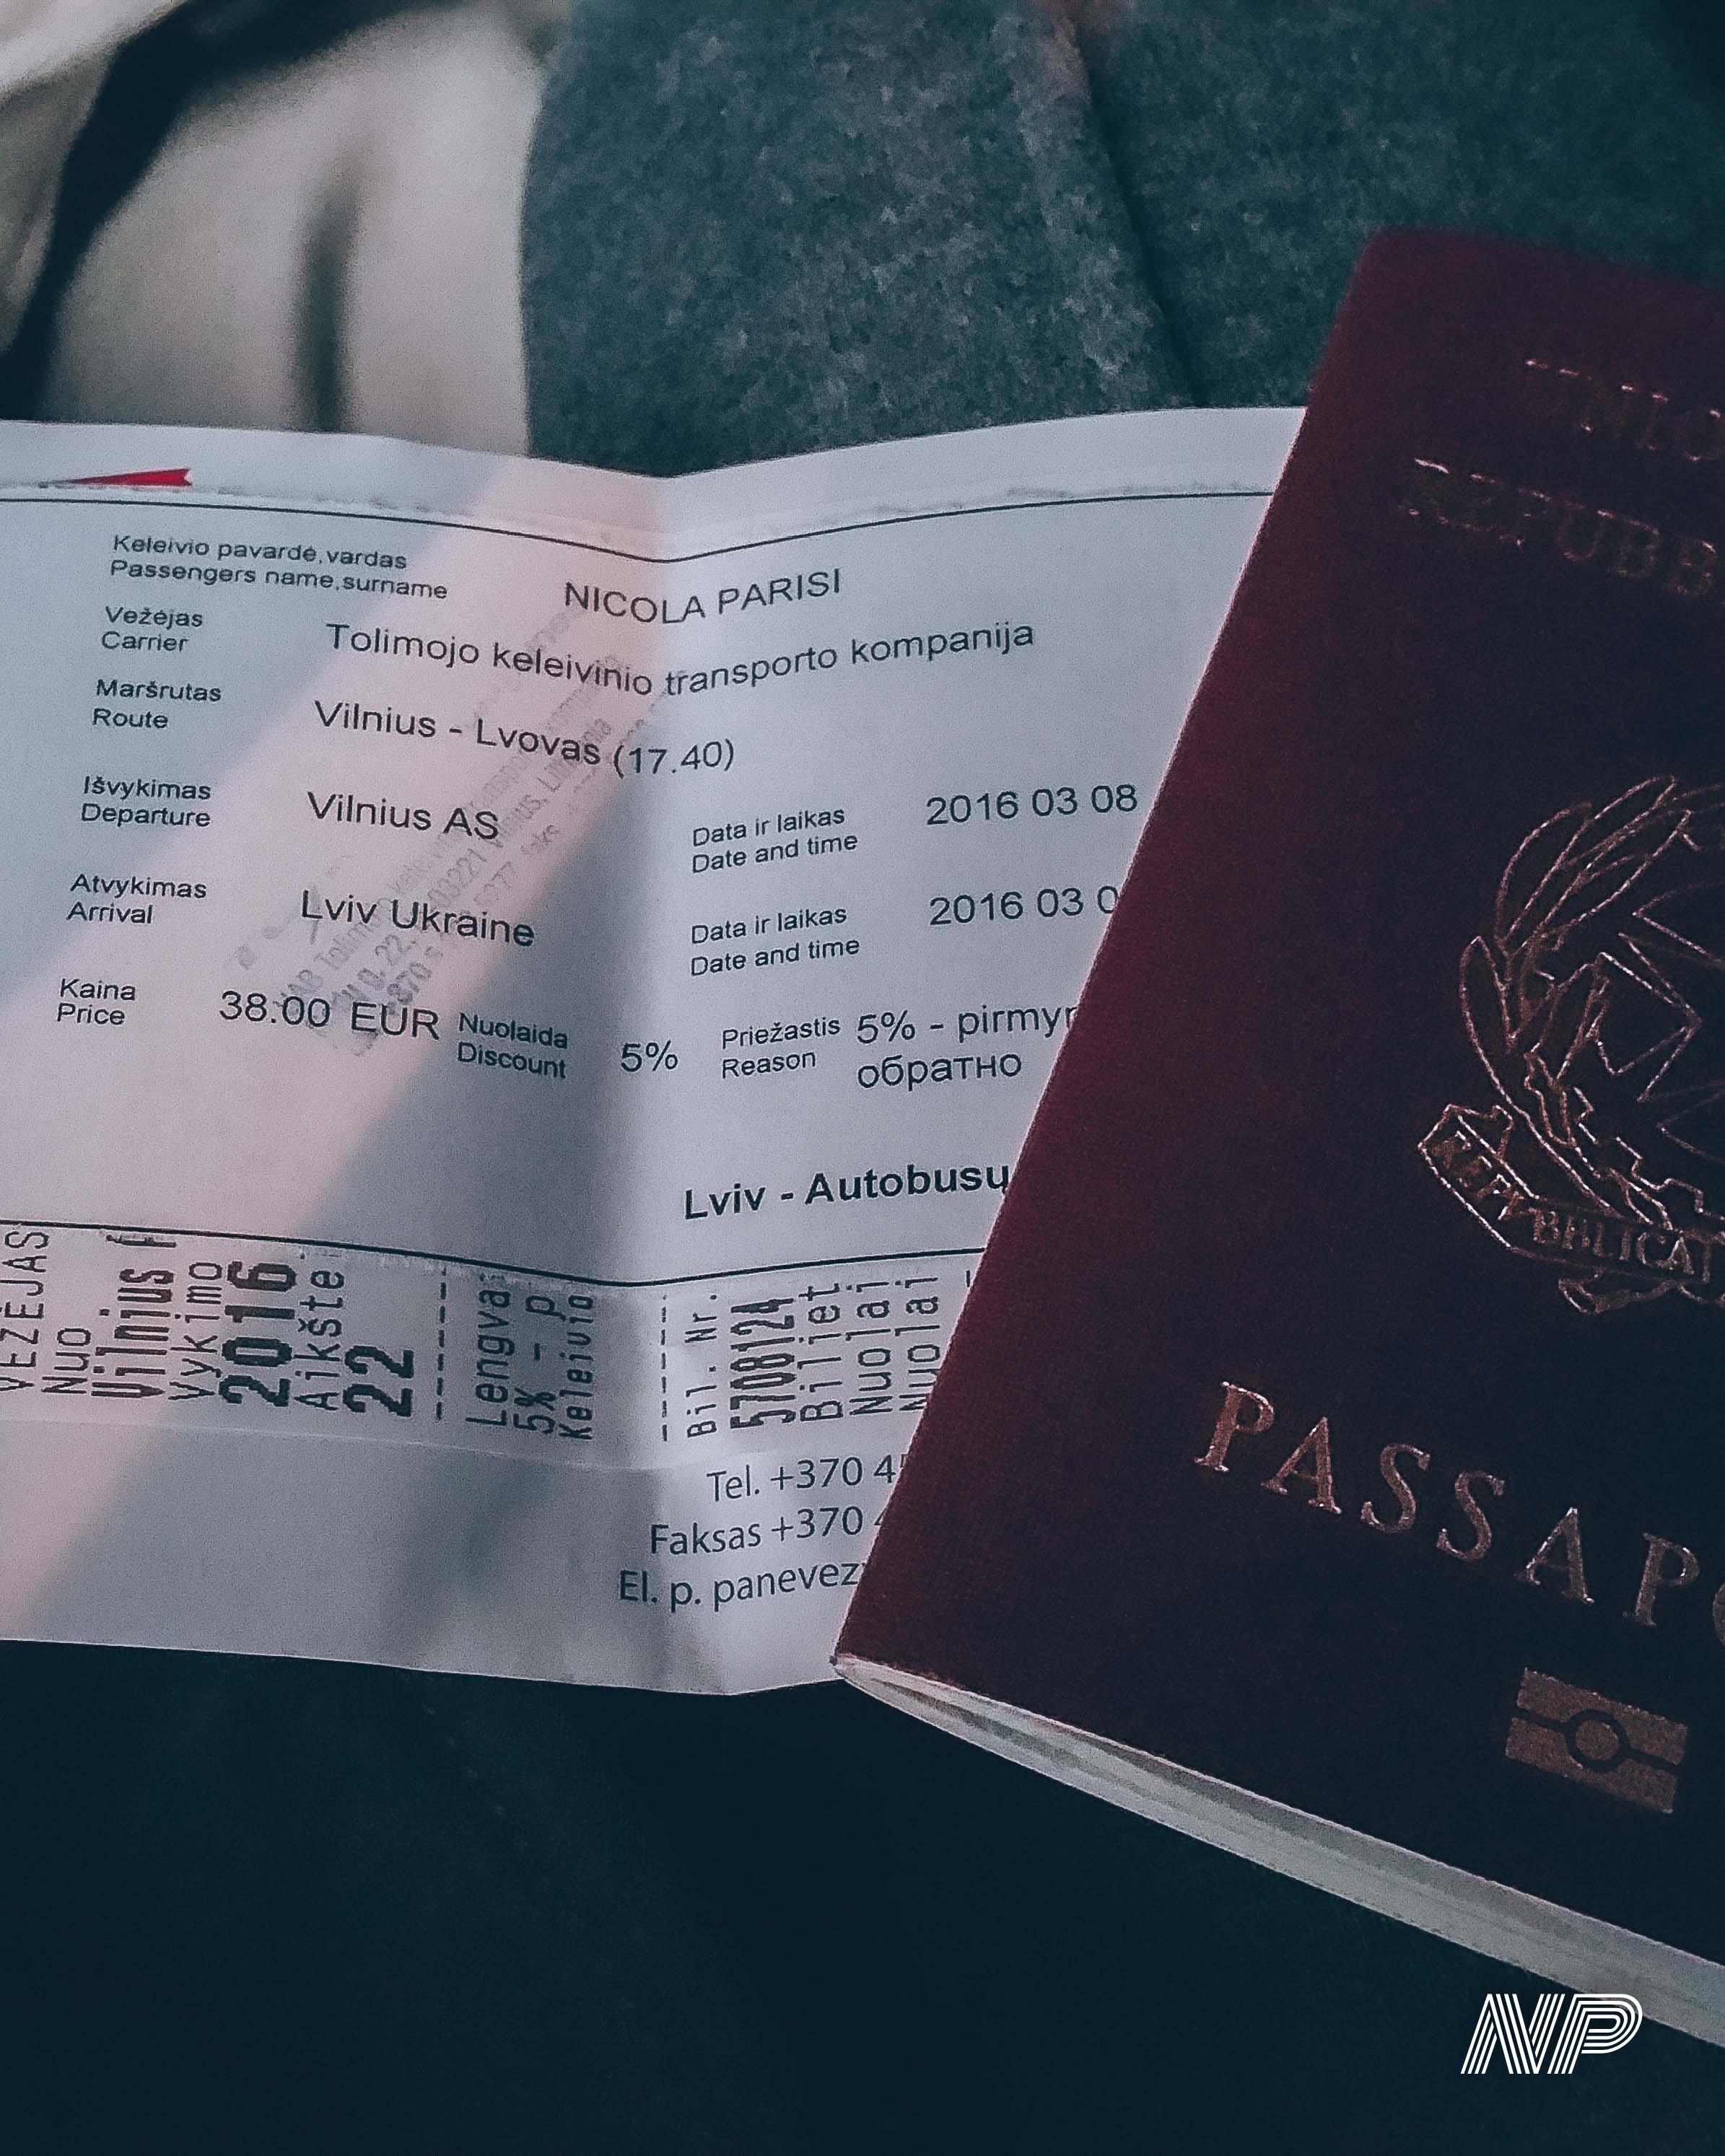 Keleivio pavardė,vardas
Passengers name,surname
NICOLA PARISI
Vežėjas
Carrier
Tolimojo keleivinio transporto kompanija
Maršrutas
Route
Vilnius - Lvovas (17.40)
Išvykimas
Departure
Vilnius AS
Data ir laikas
Date and time
2016 03 08
Atvykimas
Arrival
Lviv Ukraine
Data ir laikas
Date and time
2016 03 0
Kaina
Price
38.00 EUR
Nuolaida
Discount
5%
Priežastis
Reason
5% - pirmyn
обратно
Lviv - Autobusų
VEŽĖJAS
Nuo
Vilnius
Vykimo
2016
Aikšte
22
Lengva
5% - p
Keleivio
Bil. Nr.
5708124
Biliet
Nuolai
Nuolai
Tel. +370 4
Faksas +370
El. p. panevez
UNIO
REPUBB
REPVBBLICA
PASSAPO
NP